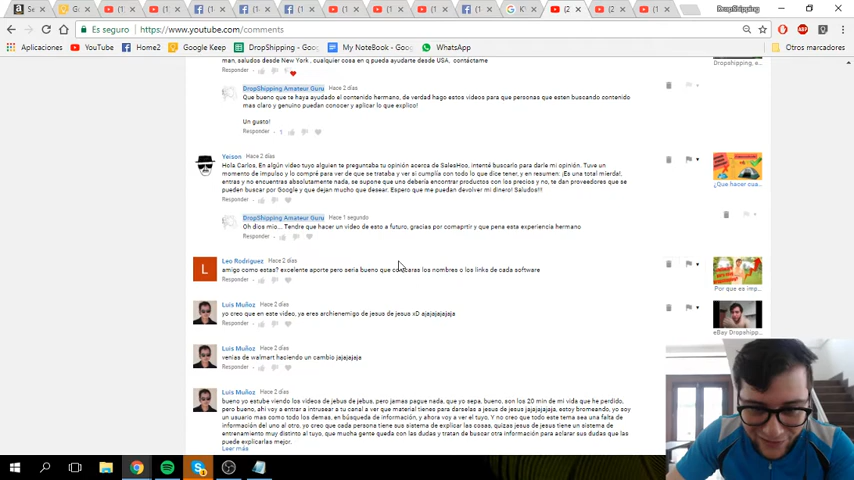 DropShipping
Es seguro | https://www.youtube.com/comments
Aplicaciones YouTube Home2 Google Keep DropShipping - Goo My NoteBook - Goog WhatsApp Otros marcadores
man, saludos desde New York , cualquier cosa en q pueda ayudarte desde USA, contáctame
Responder
Dropshipping, e...
DropShipping Amateur Guru Hace 2 días
Que bueno que te haya ayudado el contenido hermano, de verdad hago estos videos para que personas que esten buscando contenido
mas claro y genuino puedan conocer y aplicar lo que explico!
Un gusto!
Responder 1
Yeison Hace 2 días
Hola Carlos. En algún video tuyo alguien te preguntaba tu opinión acerca de SalesHoo, intenté buscarlo para darle mi opinión. Tuve un
momento de impulso y lo compré para ver de que se trataba y ver si cumplía con todo lo que dice tener, y en resumen: ¡Es una total mierda!,
entras y no encuentras absolutamente nada, se supone que uno debería encontrar productos con los precios y no, te dan proveedores que se
pueden buscar por Google y que dejan mucho que desear. Espero que me puedan devolver mi dinero! Saludos!!!
Responder
¿Que hacer cua...
DropShipping Amateur Guru Hace 1 segundo
Oh dios mio... Tendre que hacer un video de esto a futuro, gracias por comaprtir y que pena esta experiencia hermano
Responder
Leo Rodriguez Hace 2 días
amigo como estas? excelente aporte pero seria bueno que colocaras los nombres o los links de cada software
Responder
Por que es imp...
Luis Muñoz Hace 2 días
yo creo que en este video, ya eres archienemigo de jesus de jesus xD ajajajajaja
Responder
eBay Dropshipp...
Luis Muñoz Hace 2 días
venias de walmart haciendo un cambio jajajajaja
Responder
Luis Muñoz Hace 2 días
bueno yo estube viendo los videos de jebus de jebus, pero jamas pague nada, que yo sepa, bueno, son los 20 min de mi vida que he perdido,
pero bueno, ahi voy a entrar a intrusear a tu canal a ver que material tienes para darselas a jesus de jesus jajajajaja, estoy bromeando, yo soy
un usuario mas como todo los demas, en búsqueda de información, y ahora voy a ver el tuyo, Y no creo que todo este tema sea una falta de
información del uno al otro, yo creo que cada persona tiene sus sistema de explicar las cosas, quizas jesus de jesus tiene un sistema de
entrenamiento muy distinto al tuyo, que mucha gente queda con las dudas y tratan de buscar otra información para aclarar sus dudas que le
puede explicarlas mejor.
Leer más